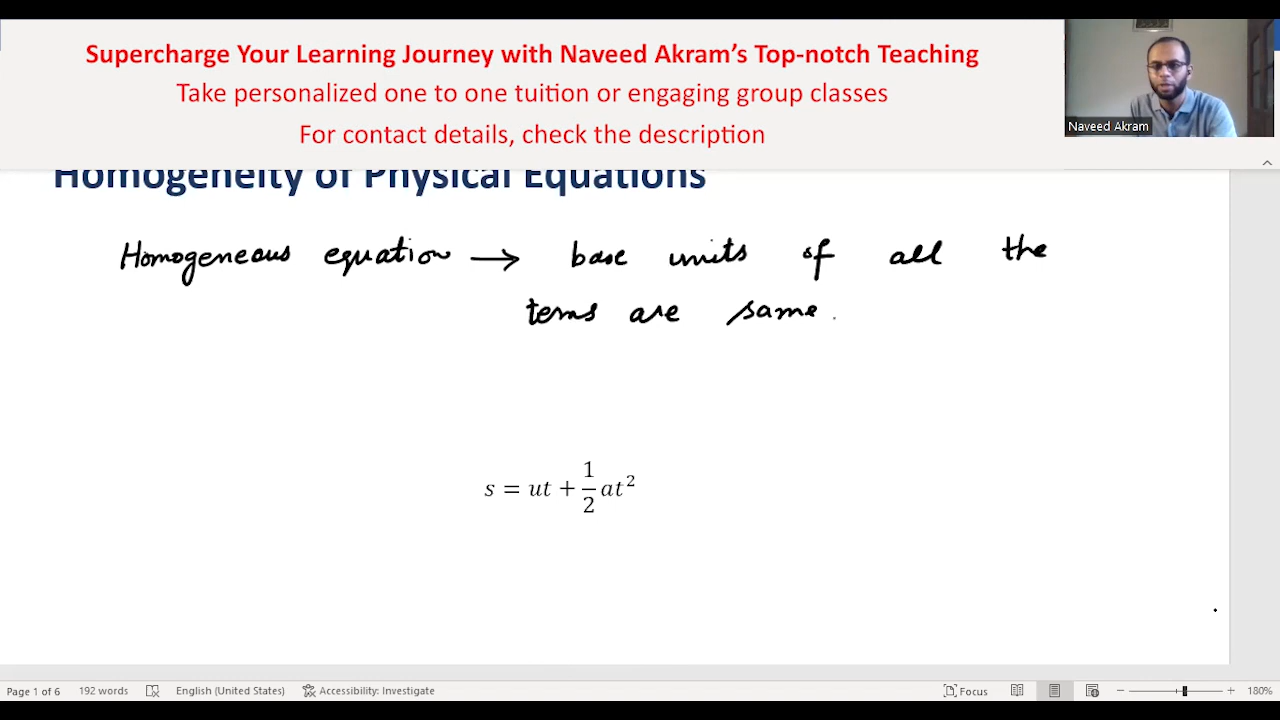 Supercharge Your Learning Journey with Naveed Akram’s Top-notch Teaching
Take personalized one to one tuition or engaging group classes
For contact details, check the description
Naveed Akram
Homogeneity of Physical Equations
Homogeneous equation → base units of all the
terms are same.
s = ut + 1/2 at²
Page 1 of 6 192 words English (United States) Accessibility: Investigate Focus 180%